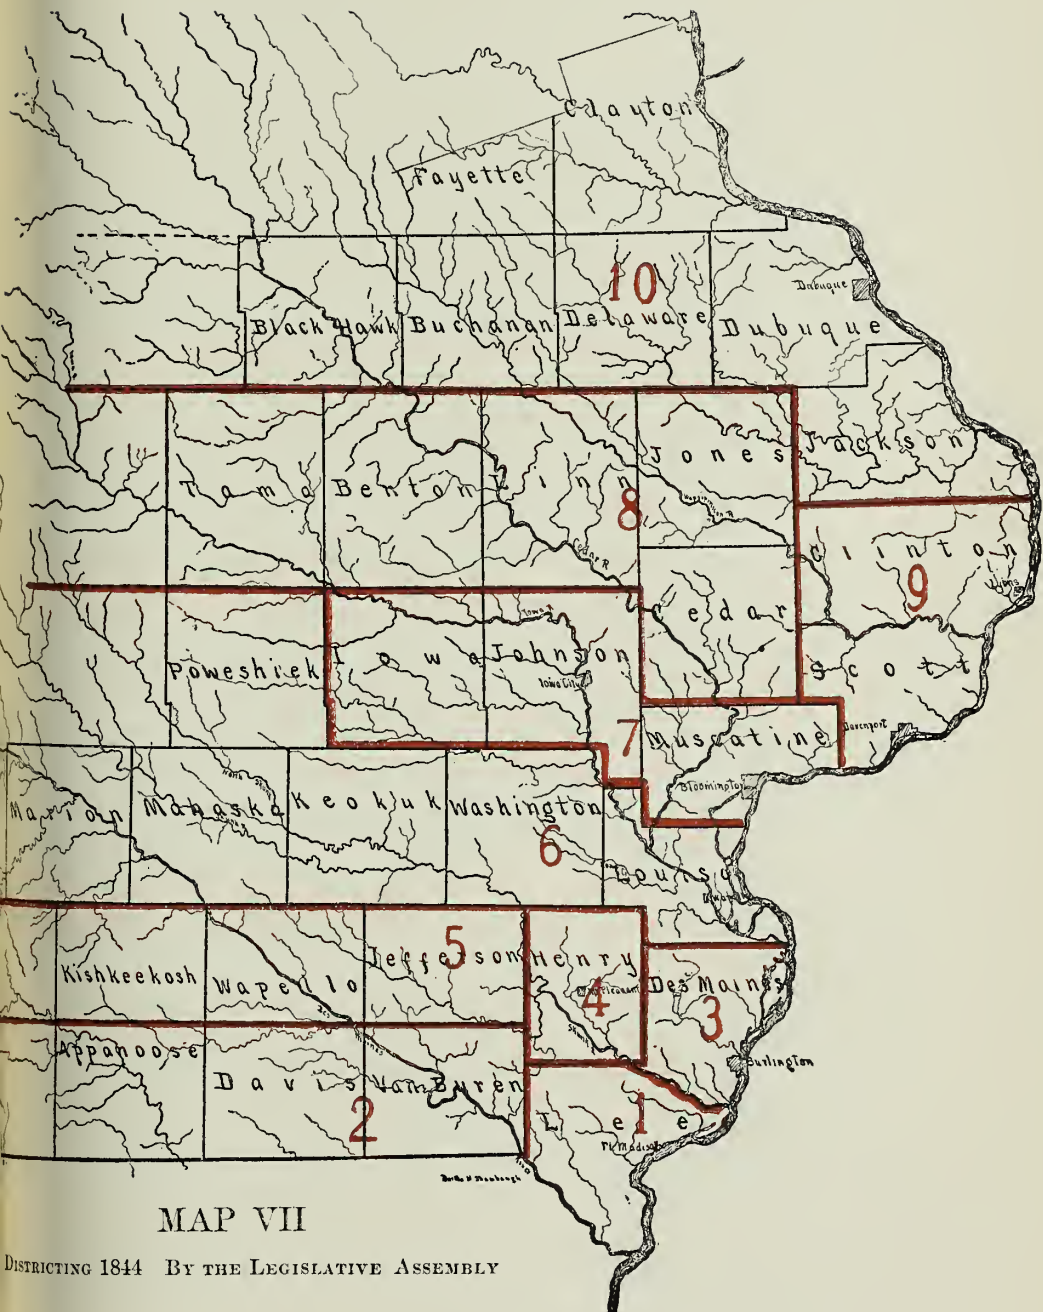 Clayton
Fayette
10
Dubuque
Black Hawk Buchanan Delaware Dubuque
Jackson
Jones
Tama Benton Linn
8
Cedar R
Clinton
9
Lyons
Iowa R
Cedar
Poweshiek Iowa Johnson
Scott
Iowa City
7
Muscatine
Davenport
Bloomington
Marion Mahaska Keokuk Washington
6
Louisa
5
Jefferson Henry
Kishkeekosh Wapello
4
Des Maines
3
Appanoose
Burlington
Davis Van Buren
2
1
Lee
Ft Madison
MAP VII
Districting 1844 By the Legislative Assembly